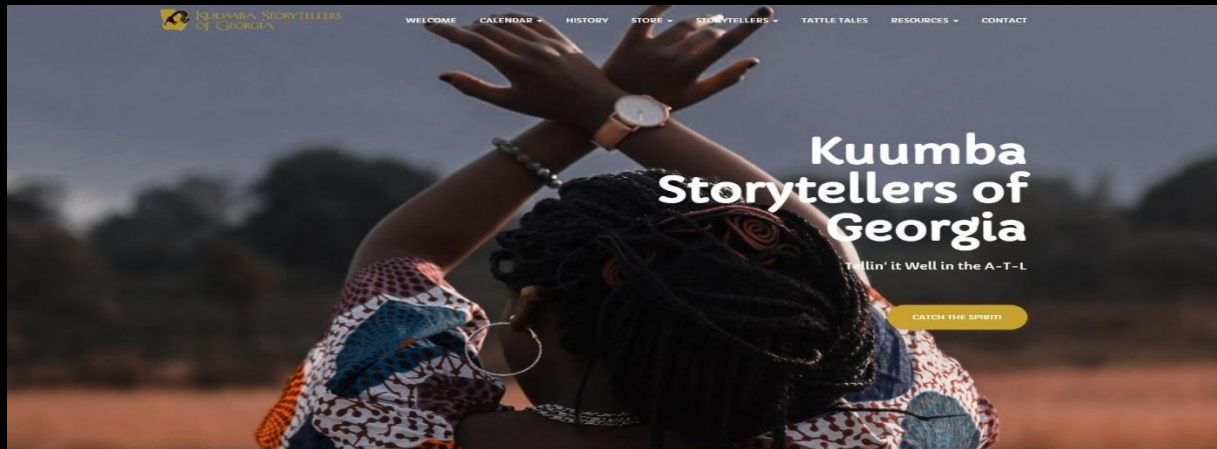 Kuumba Storytellers
of Georgia
WELCOME CALENDAR HISTORY STORE STORYTELLERS TATTLE TALES RESOURCES CONTACT
Kuumba
Storytellers of
Georgia
Tellin' it Well in the A-T-L
CATCH THE SPIRIT!